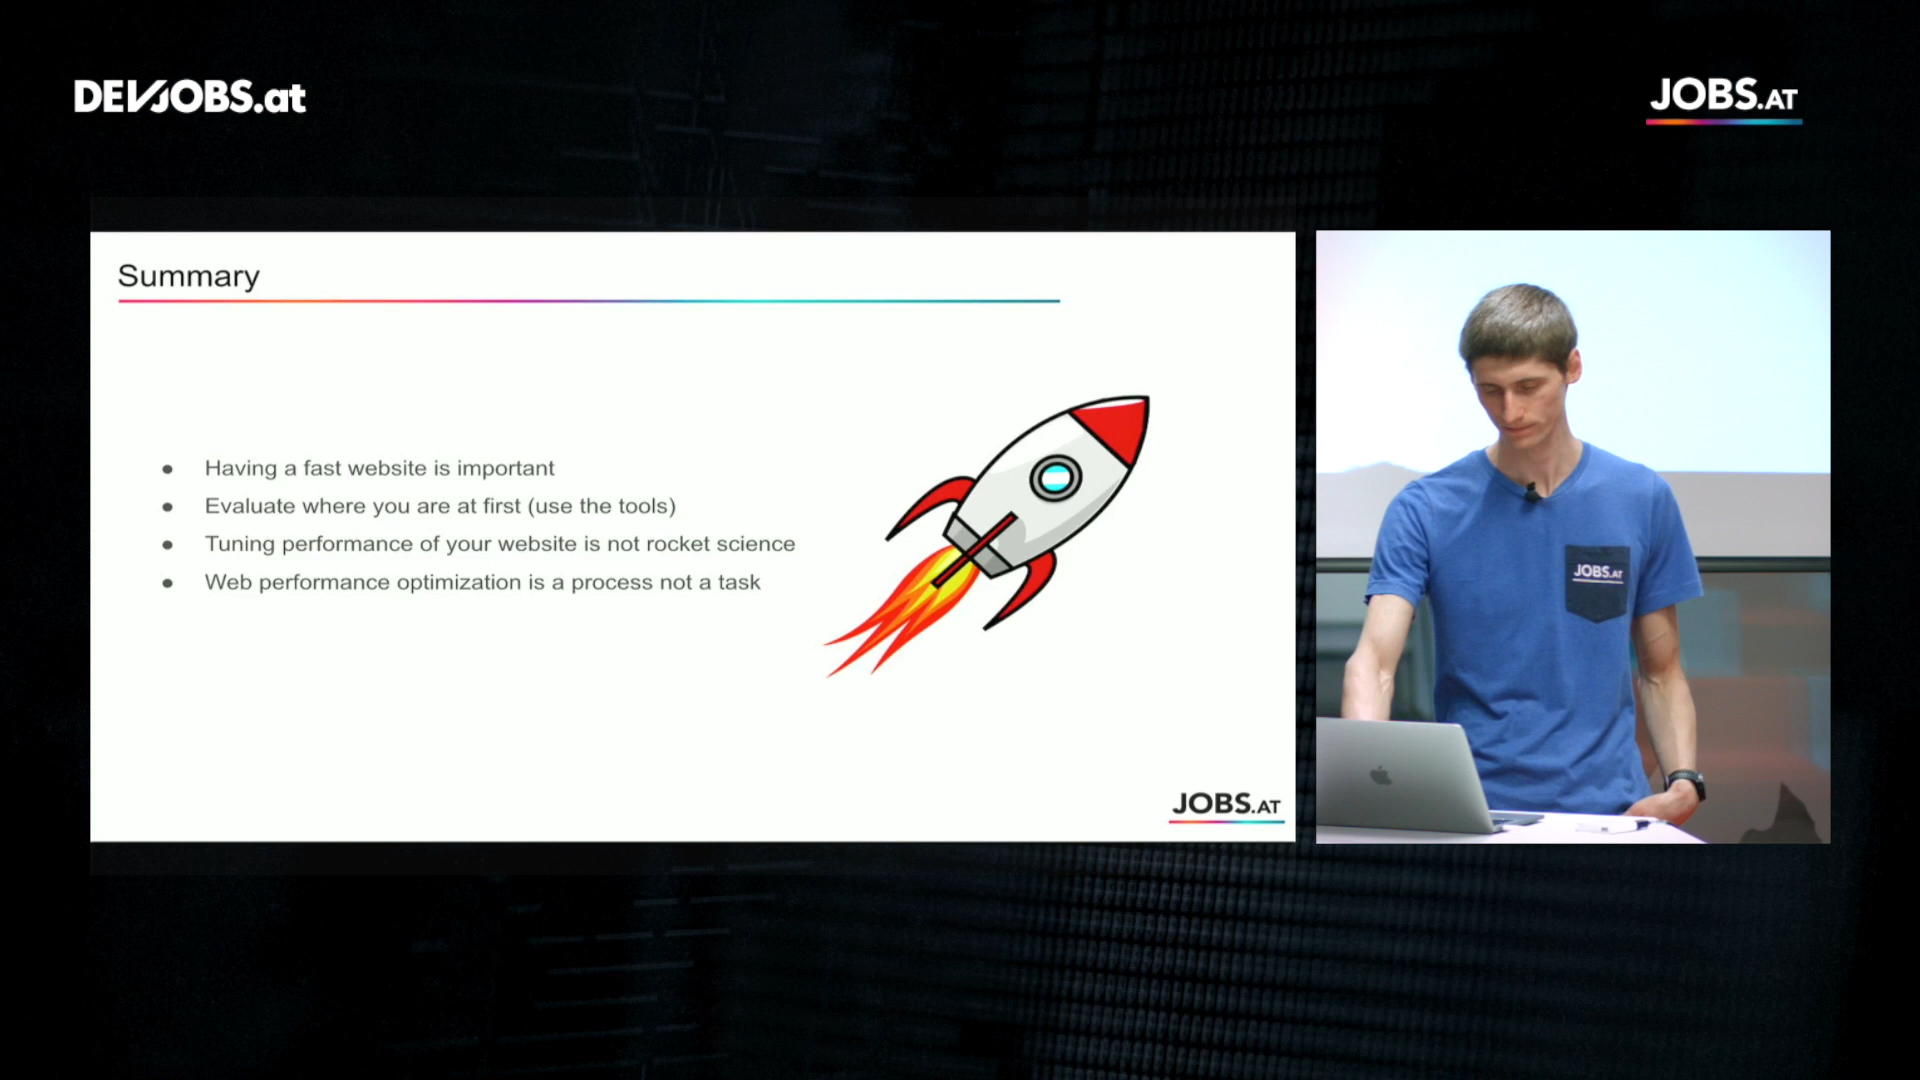 DEVJOBS.at
JOBS.AT
Summary
● Having a fast website is important
● Evaluate where you are at first (use the tools)
● Tuning performance of your website is not rocket science
● Web performance optimization is a process not a task
JOBS.AT
JOBS.AT